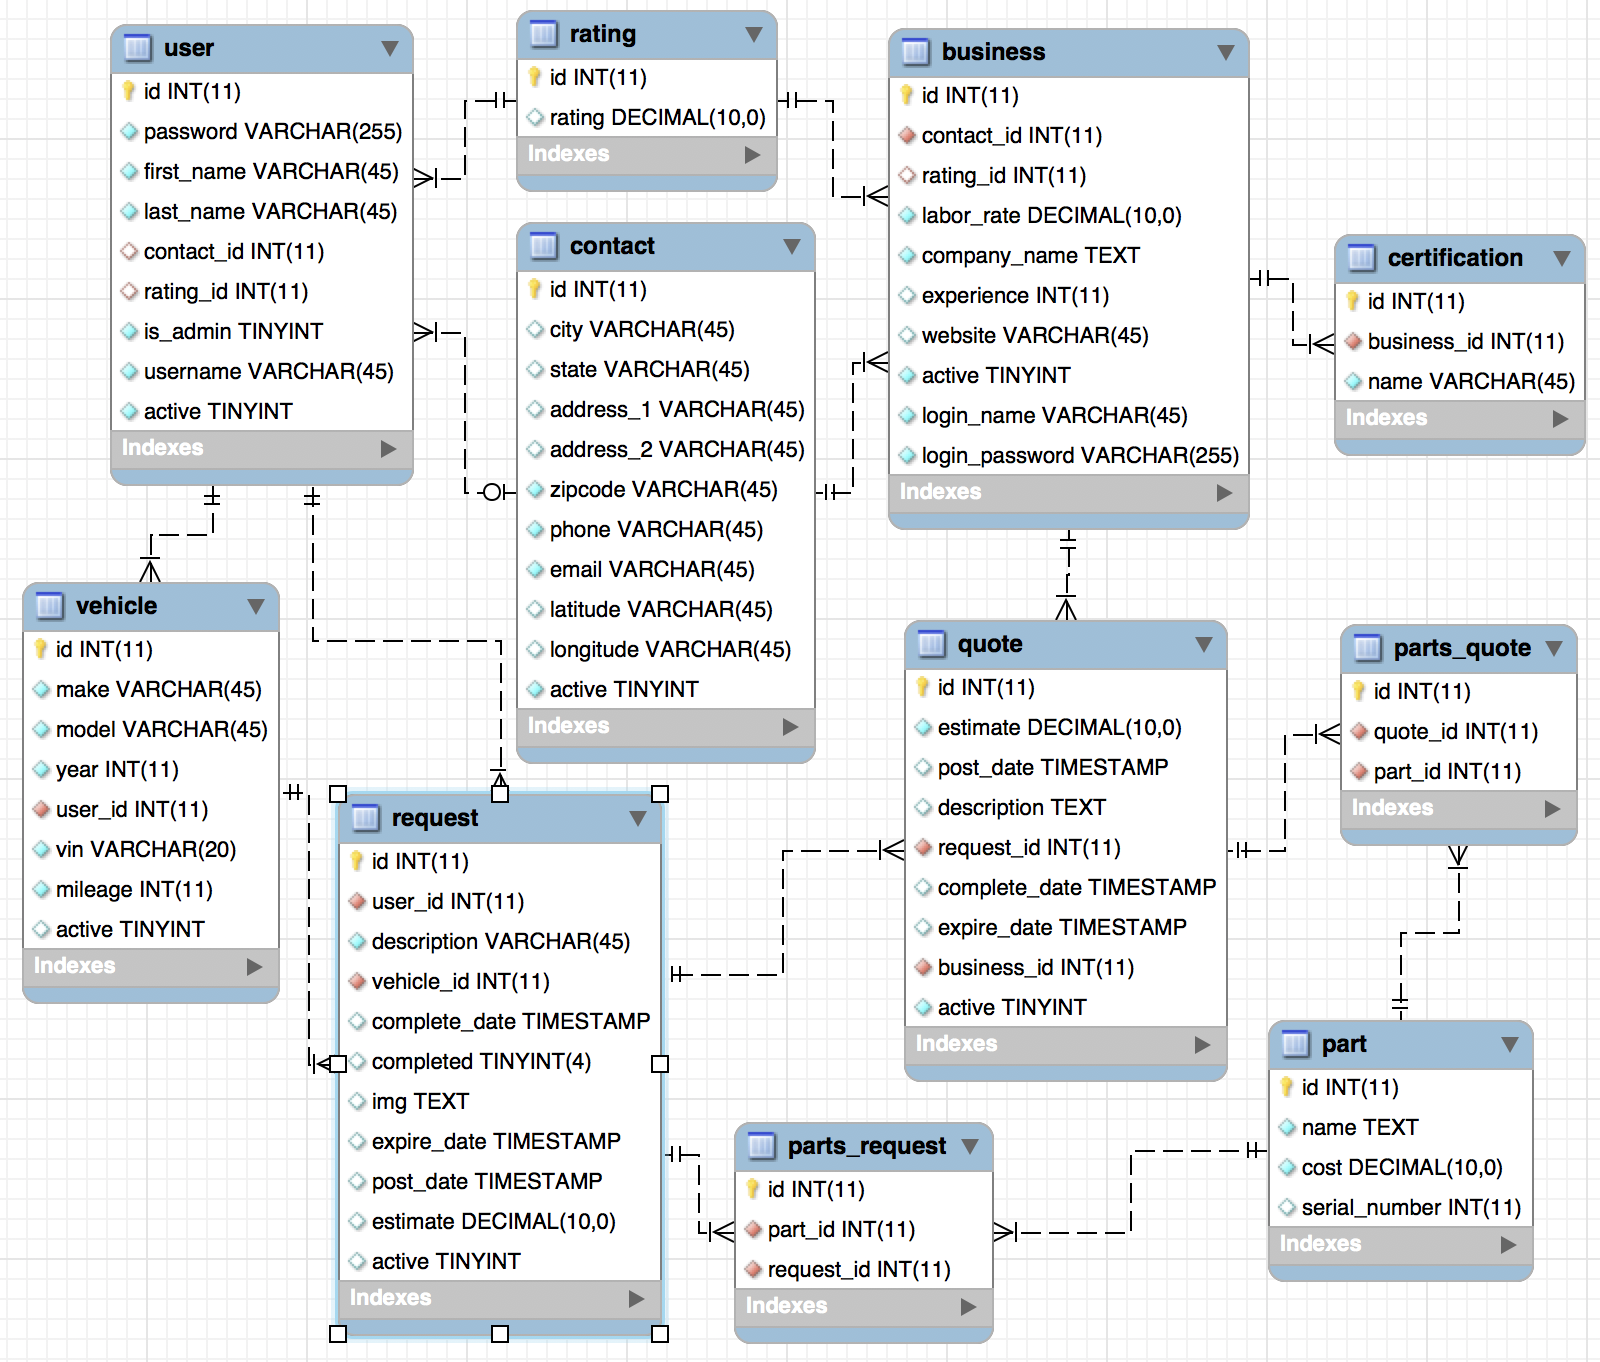 user
id INT(11)
password VARCHAR(255)
first_name VARCHAR(45)
last_name VARCHAR(45)
contact_id INT(11)
rating_id INT(11)
is_admin TINYINT
username VARCHAR(45)
active TINYINT
Indexes
rating
id INT(11)
rating DECIMAL(10,0)
Indexes
contact
id INT(11)
city VARCHAR(45)
state VARCHAR(45)
address_1 VARCHAR(45)
address_2 VARCHAR(45)
zipcode VARCHAR(45)
phone VARCHAR(45)
email VARCHAR(45)
latitude VARCHAR(45)
longitude VARCHAR(45)
active TINYINT
Indexes
business
id INT(11)
contact_id INT(11)
rating_id INT(11)
labor_rate DECIMAL(10,0)
company_name TEXT
experience INT(11)
website VARCHAR(45)
active TINYINT
login_name VARCHAR(45)
login_password VARCHAR(255)
Indexes
certification
id INT(11)
business_id INT(11)
name VARCHAR(45)
Indexes
vehicle
id INT(11)
make VARCHAR(45)
model VARCHAR(45)
year INT(11)
user_id INT(11)
vin VARCHAR(20)
mileage INT(11)
active TINYINT
Indexes
request
id INT(11)
user_id INT(11)
description VARCHAR(45)
vehicle_id INT(11)
complete_date TIMESTAMP
completed TINYINT(4)
img TEXT
expire_date TIMESTAMP
post_date TIMESTAMP
estimate DECIMAL(10,0)
active TINYINT
Indexes
quote
id INT(11)
estimate DECIMAL(10,0)
post_date TIMESTAMP
description TEXT
request_id INT(11)
complete_date TIMESTAMP
expire_date TIMESTAMP
business_id INT(11)
active TINYINT
Indexes
parts_quote
id INT(11)
quote_id INT(11)
part_id INT(11)
Indexes
parts_request
id INT(11)
part_id INT(11)
request_id INT(11)
Indexes
part
id INT(11)
name TEXT
cost DECIMAL(10,0)
serial_number INT(11)
Indexes